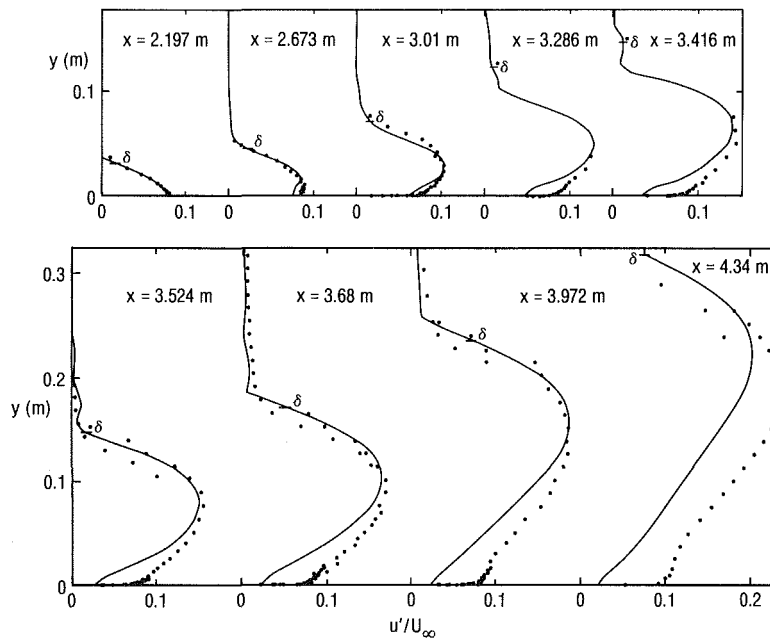 x = 2.197 m
x = 2.673 m
x = 3.01 m
x = 3.286 m
x = 3.416 m
y (m)
0.1
0
δ
δ
δ
δ
δ
0 0.1 0 0.1 0 0.1 0 0.1 0 0.1
0.3
0.2
y (m)
0.1
0
x = 3.524 m
x = 3.68 m
x = 3.972 m
x = 4.34 m
δ
δ
δ
δ
0 0.1 0 0.1 0 0.1 0 0.1 0.2
u'/U∞